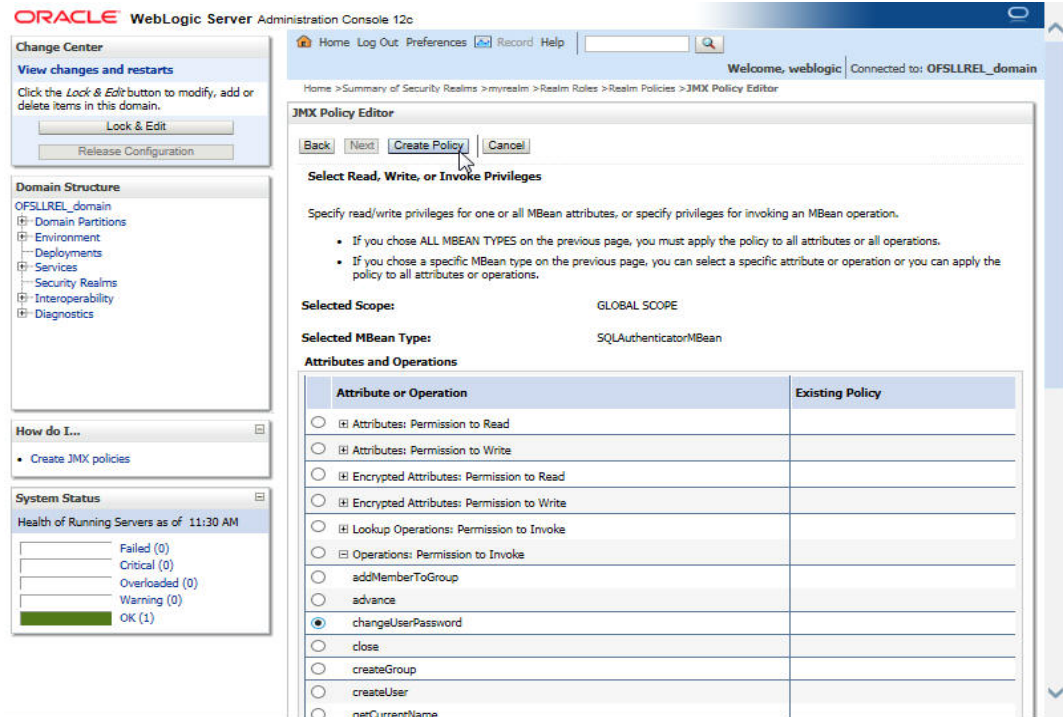 ORACLE WebLogic Server Administration Console 12c
Change Center
View changes and restarts
Click the Lock & Edit button to modify, add or
delete items in this domain.
Lock & Edit
Release Configuration
Domain Structure
OFSLLREL_domain
Domain Partitions
Environment
Deployments
Services
Security Realms
Interoperability
Diagnostics
How do I...
Create JMX policies
System Status
Health of Running Servers as of 11:30 AM
Failed (0)
Critical (0)
Overloaded (0)
Warning (0)
OK (1)
Home Log Out Preferences Record Help
Welcome, weblogic Connected to: OFSLLREL_domain
Home >Summary of Security Realms >myrealm >Realm Roles >Realm Policies >JMX Policy Editor
JMX Policy Editor
Back Next Create Policy Cancel
Select Read, Write, or Invoke Privileges
Specify read/write privileges for one or all MBean attributes, or specify privileges for invoking an MBean operation.
If you chose ALL MBEAN TYPES on the previous page, you must apply the policy to all attributes or all operations.
If you chose a specific MBean type on the previous page, you can select a specific attribute or operation or you can apply the
policy to all attributes or operations.
Selected Scope: GLOBAL SCOPE
Selected MBean Type: SQLAuthenticatorMBean
Attributes and Operations
Attribute or Operation Existing Policy
Attributes: Permission to Read
Attributes: Permission to Write
Encrypted Attributes: Permission to Read
Encrypted Attributes: Permission to Write
Lookup Operations: Permission to Invoke
Operations: Permission to Invoke
addMemberToGroup
advance
changeUserPassword
close
createGroup
createUser
getCurrentName